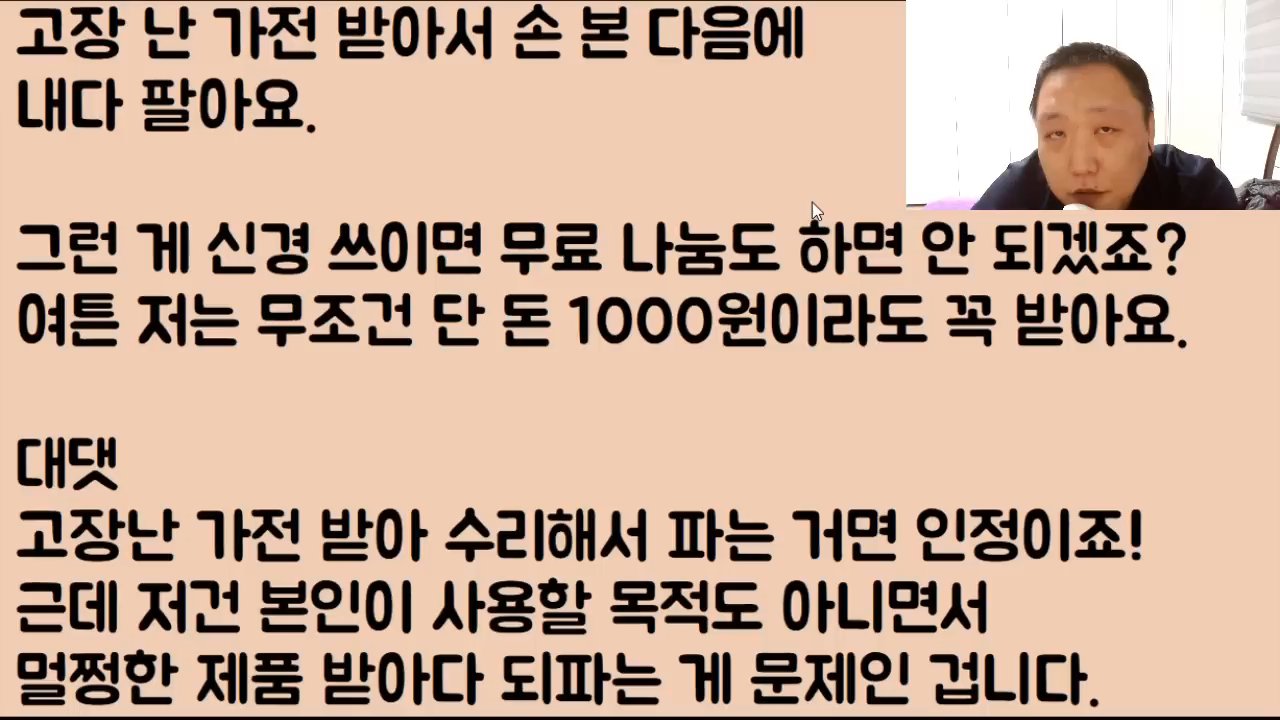 고장 난 가전 받아서 손 본 다음에
내다 팔아요.
그런 게 신경 쓰이면 무료 나눔도 하면 안 되겠죠?
여튼 저는 무조건 단 돈 1000원이라도 꼭 받아요.
대댓
고장난 가전 받아 수리해서 파는 거면 인정이죠!
근데 저건 본인이 사용할 목적도 아니면서
멀쩡한 제품 받아다 되파는 게 문제인 겁니다.